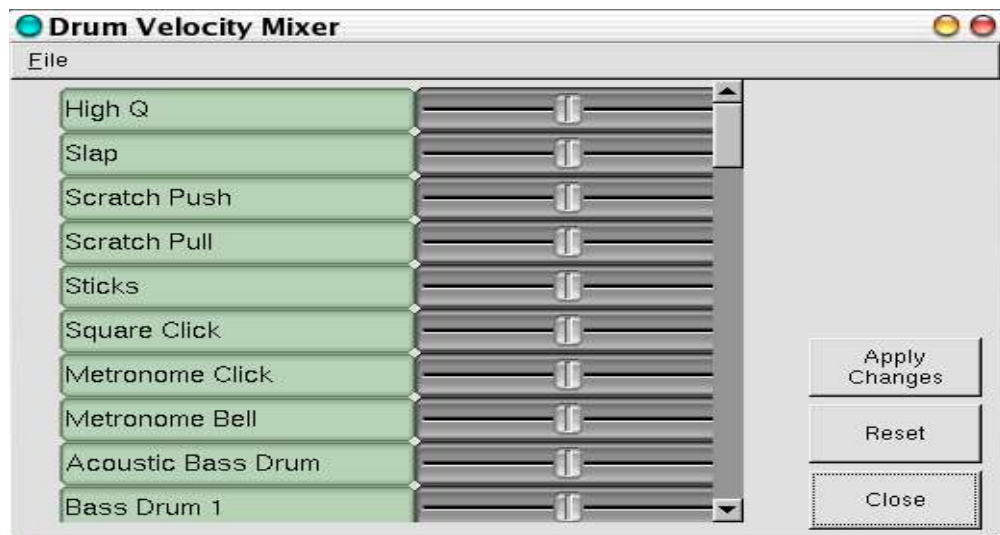 Drum Velocity Mixer
File
High Q
Slap
Scratch Push
Scratch Pull
Sticks
Square Click
Metronome Click
Metronome Bell
Acoustic Bass Drum
Bass Drum 1
Apply
Changes
Reset
Close